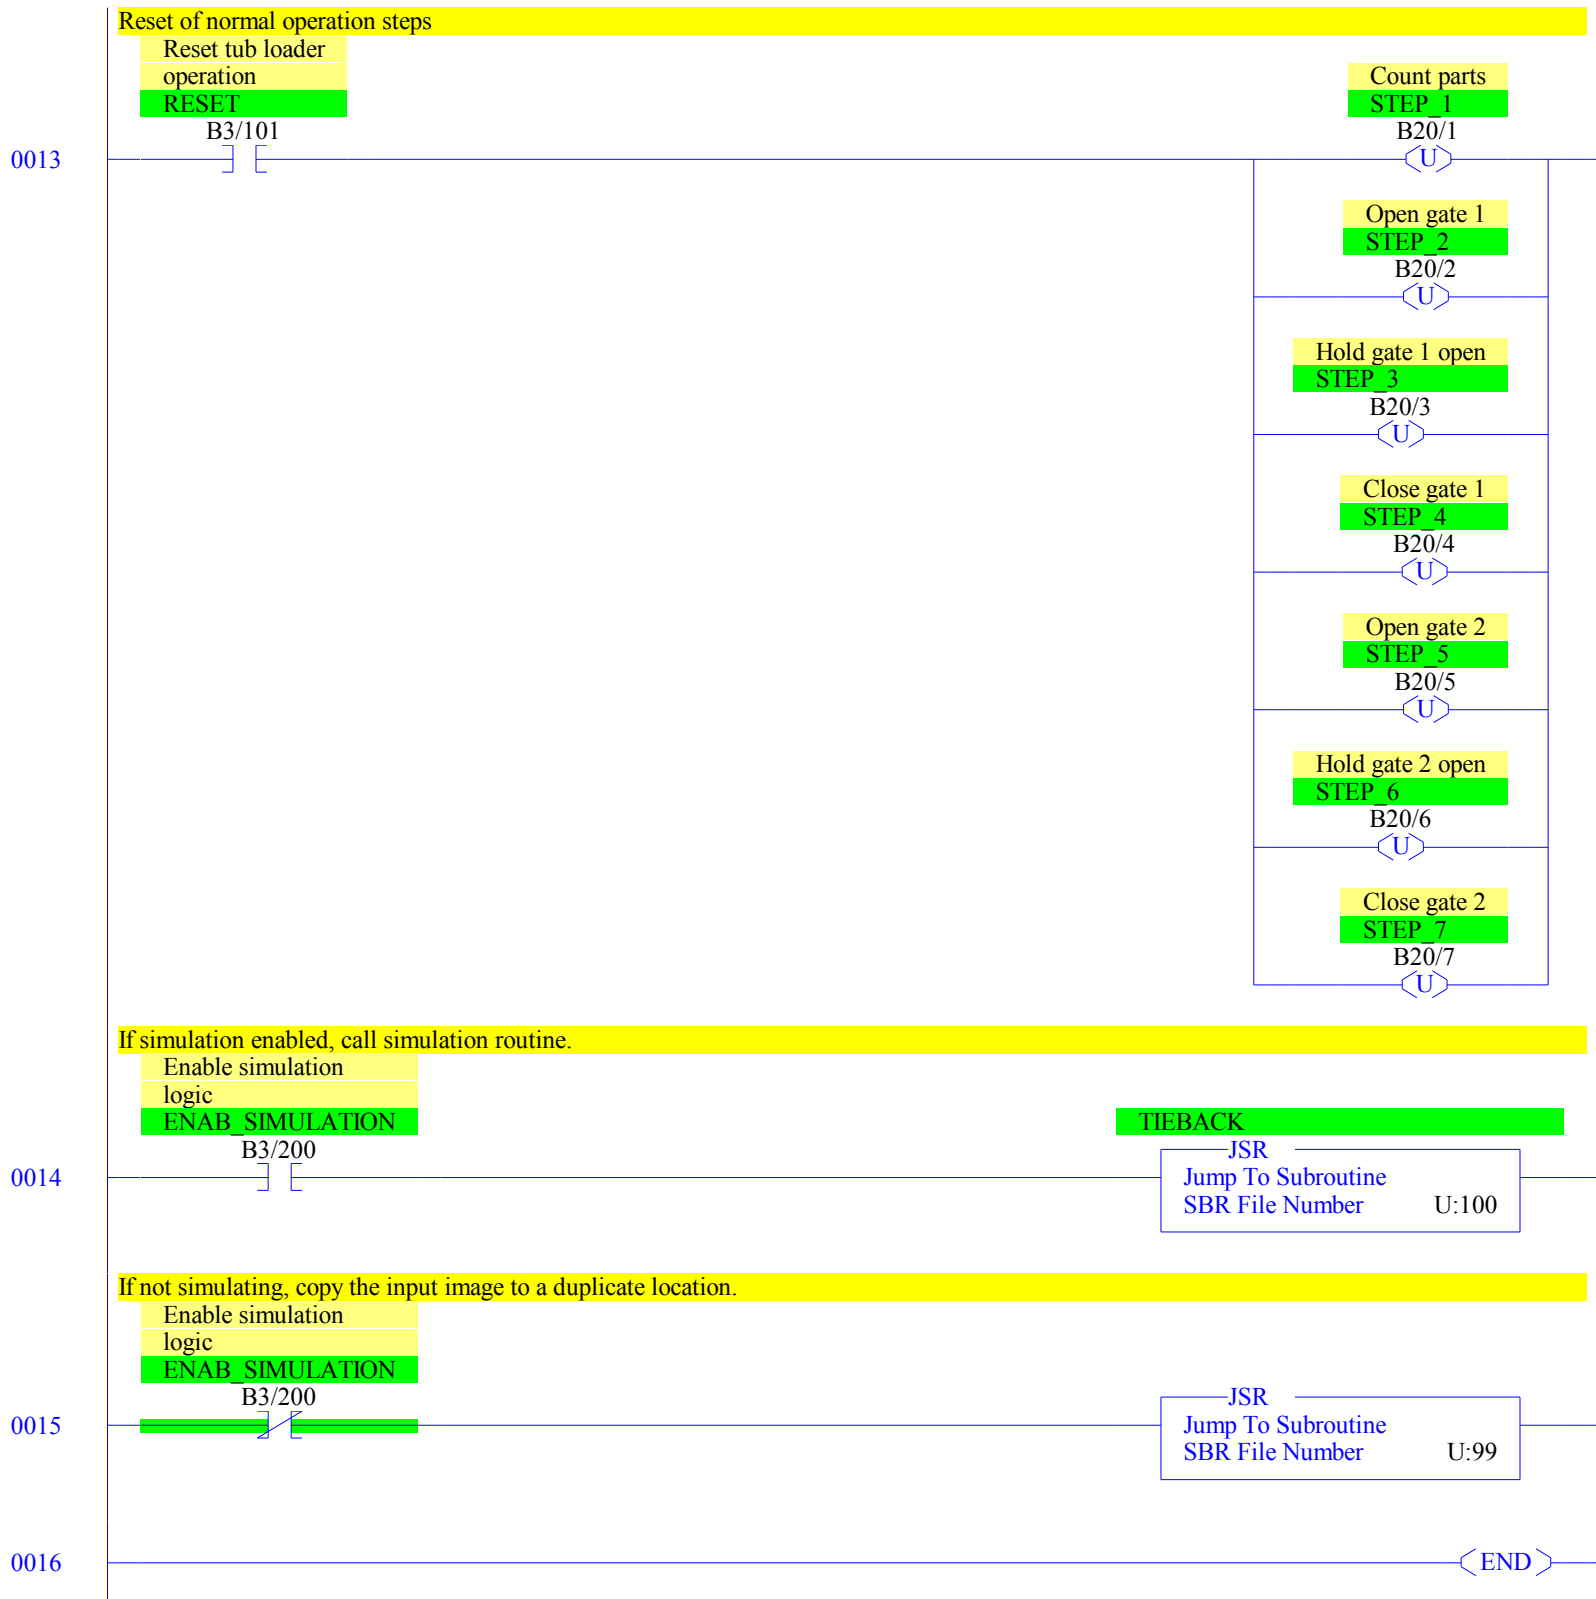 Reset of normal operation steps
Reset tub loader
operation
RESET
B3/101
0013
Count parts
STEP_1
B20/1
U
Open gate 1
STEP_2
B20/2
U
Hold gate 1 open
STEP_3
B20/3
U
Close gate 1
STEP_4
B20/4
U
Open gate 2
STEP_5
B20/5
U
Hold gate 2 open
STEP_6
B20/6
U
Close gate 2
STEP_7
B20/7
U
If simulation enabled, call simulation routine.
Enable simulation
logic
ENAB_SIMULATION
B3/200
0014
TIEBACK
JSR
Jump To Subroutine
SBR File Number U:100
If not simulating, copy the input image to a duplicate location.
Enable simulation
logic
ENAB_SIMULATION
B3/200
0015
JSR
Jump To Subroutine
SBR File Number U:99
0016
END